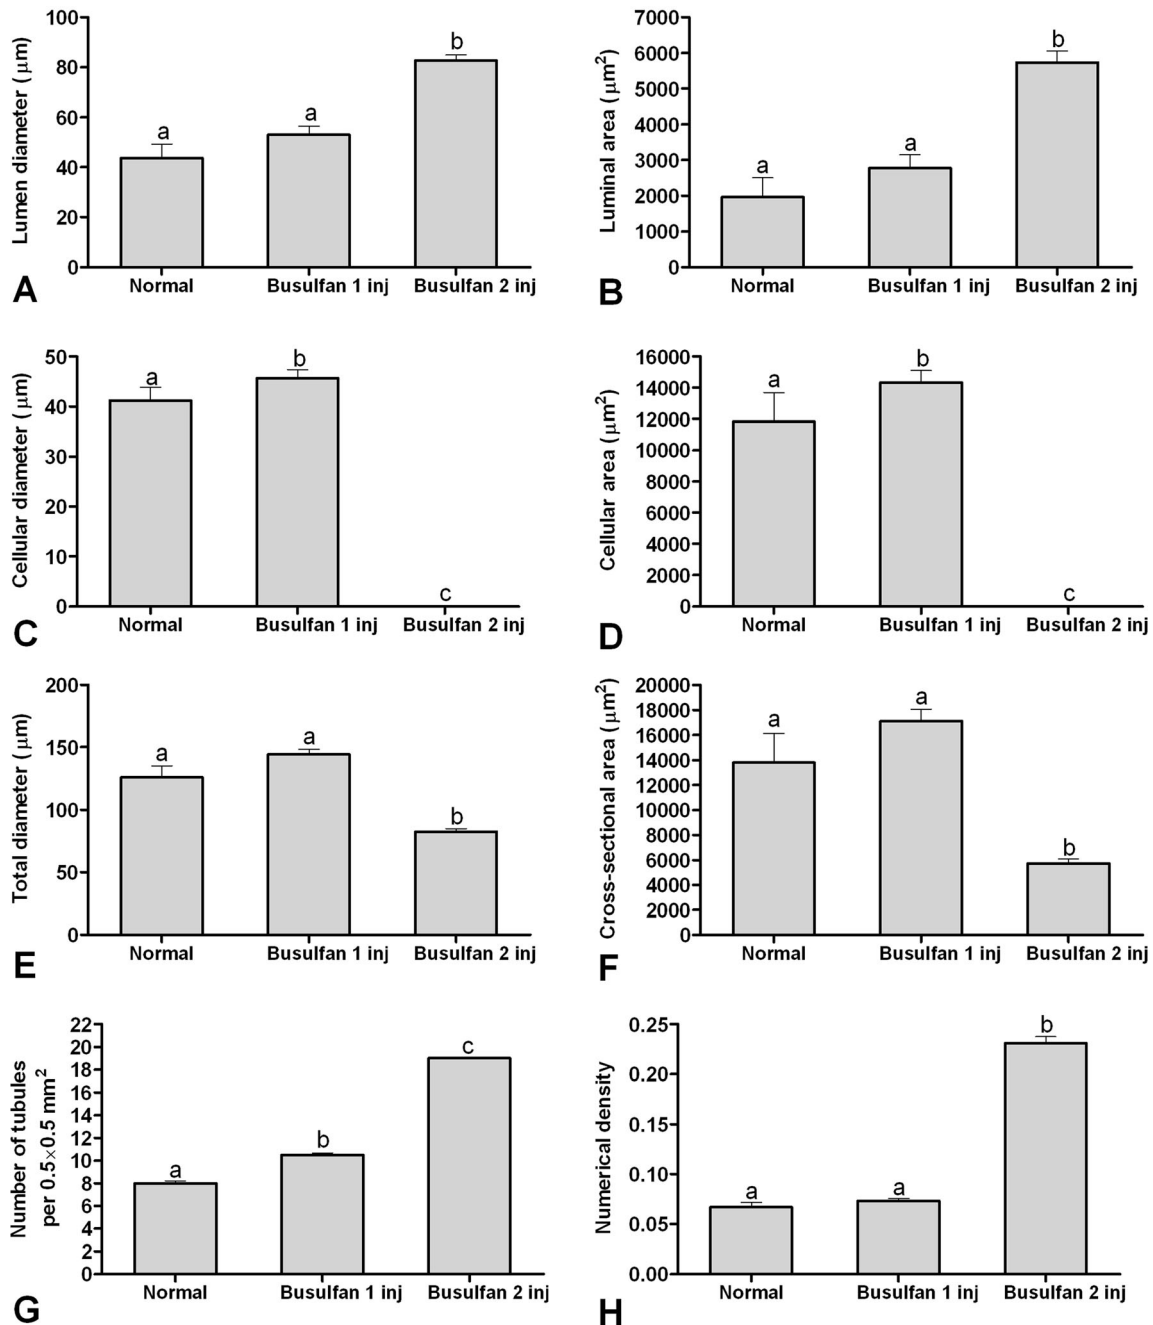 Lumen diameter (μm)
100
80
60
40
20
0
a
a
b
Normal
Busulfan 1 inj
Busulfan 2 inj
A
Luminal area (μm²)
7000
6000
5000
4000
3000
2000
1000
0
a
a
b
Normal
Busulfan 1 inj
Busulfan 2 inj
B
Cellular diameter (μm)
50
40
30
20
10
0
a
b
c
Normal
Busulfan 1 inj
Busulfan 2 inj
C
Cellular area (μm²)
16000
14000
12000
10000
8000
6000
4000
2000
0
a
b
c
Normal
Busulfan 1 inj
Busulfan 2 inj
D
Total diameter (μm)
200
150
100
50
0
a
a
b
Normal
Busulfan 1 inj
Busulfan 2 inj
E
Cross-sectional area (μm²)
20000
18000
16000
14000
12000
10000
8000
6000
4000
2000
0
a
a
b
Normal
Busulfan 1 inj
Busulfan 2 inj
F
Number of tubules
per 0.5×0.5 mm²
22
20
18
16
14
12
10
8
6
4
2
0
a
b
c
Normal
Busulfan 1 inj
Busulfan 2 inj
G
Numerical density
0.25
0.20
0.15
0.10
0.05
0.00
a
a
b
Normal
Busulfan 1 inj
Busulfan 2 inj
H